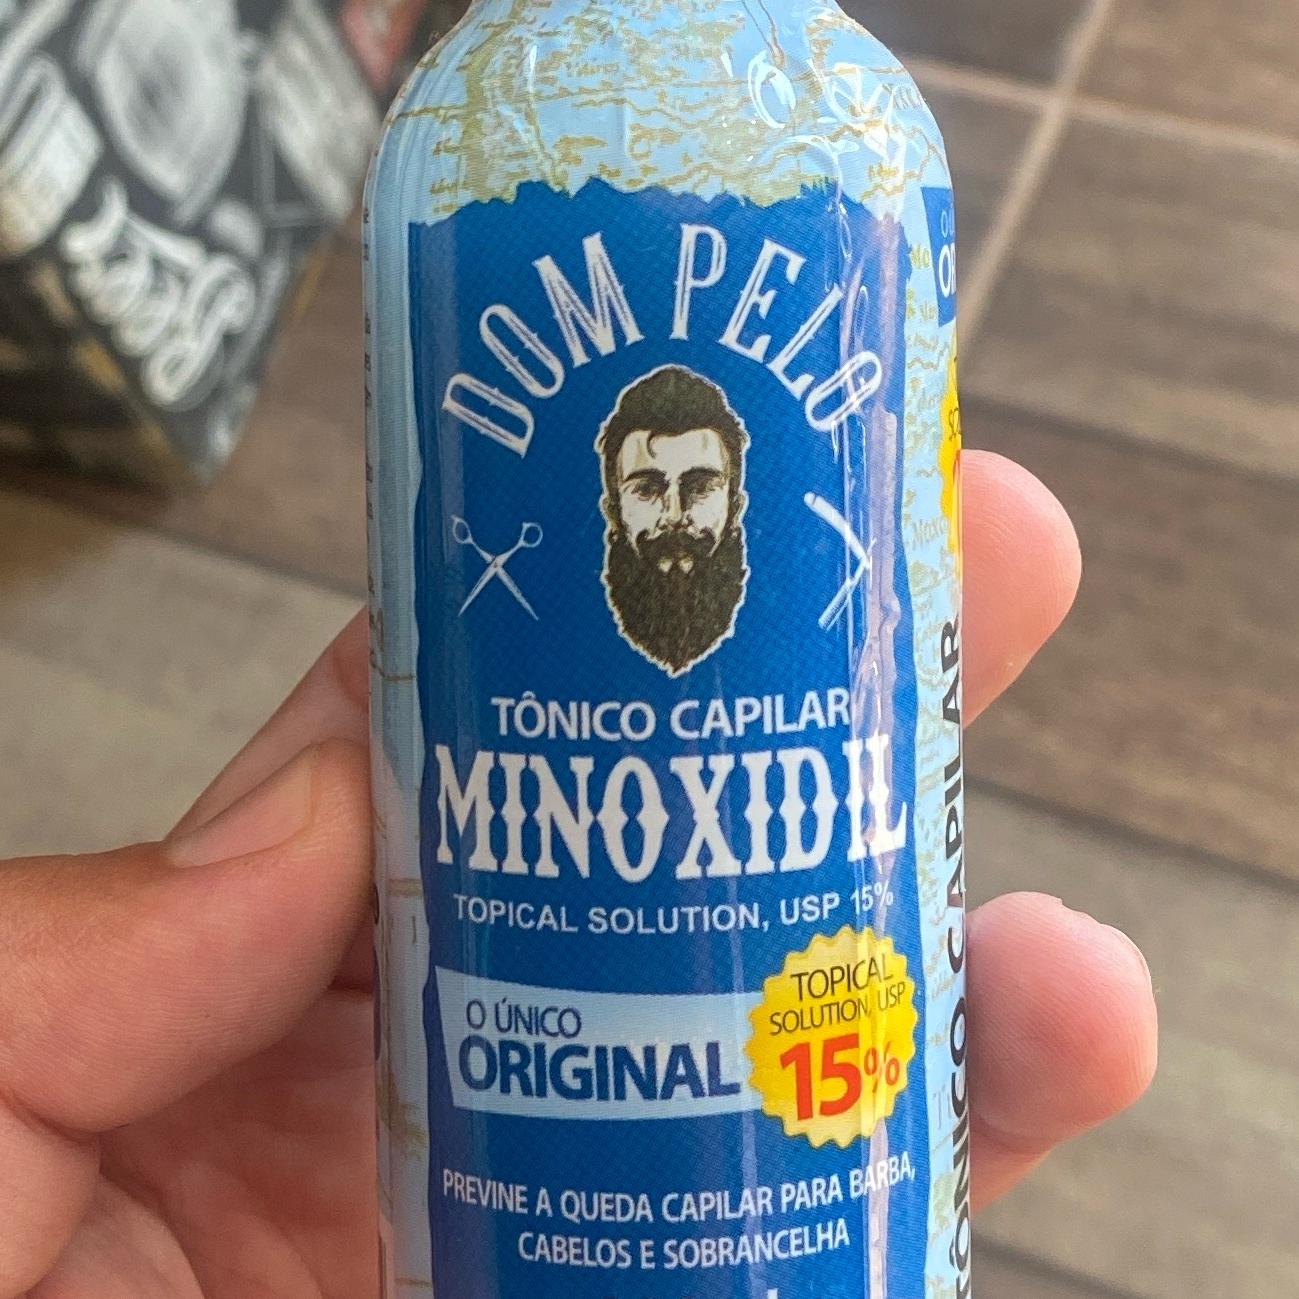 DOM PELO
TÔNICO CAPILAR
MINOXIDIL
TOPICAL SOLUTION, USP 15%
O ÚNICO
ORIGINAL
TOPICAL
SOLUTION, USP
15%
PREVINE A QUEDA CAPILAR PARA BARBA,
CABELOS E SOBRANCELHA
TÔNICO CAPILAR